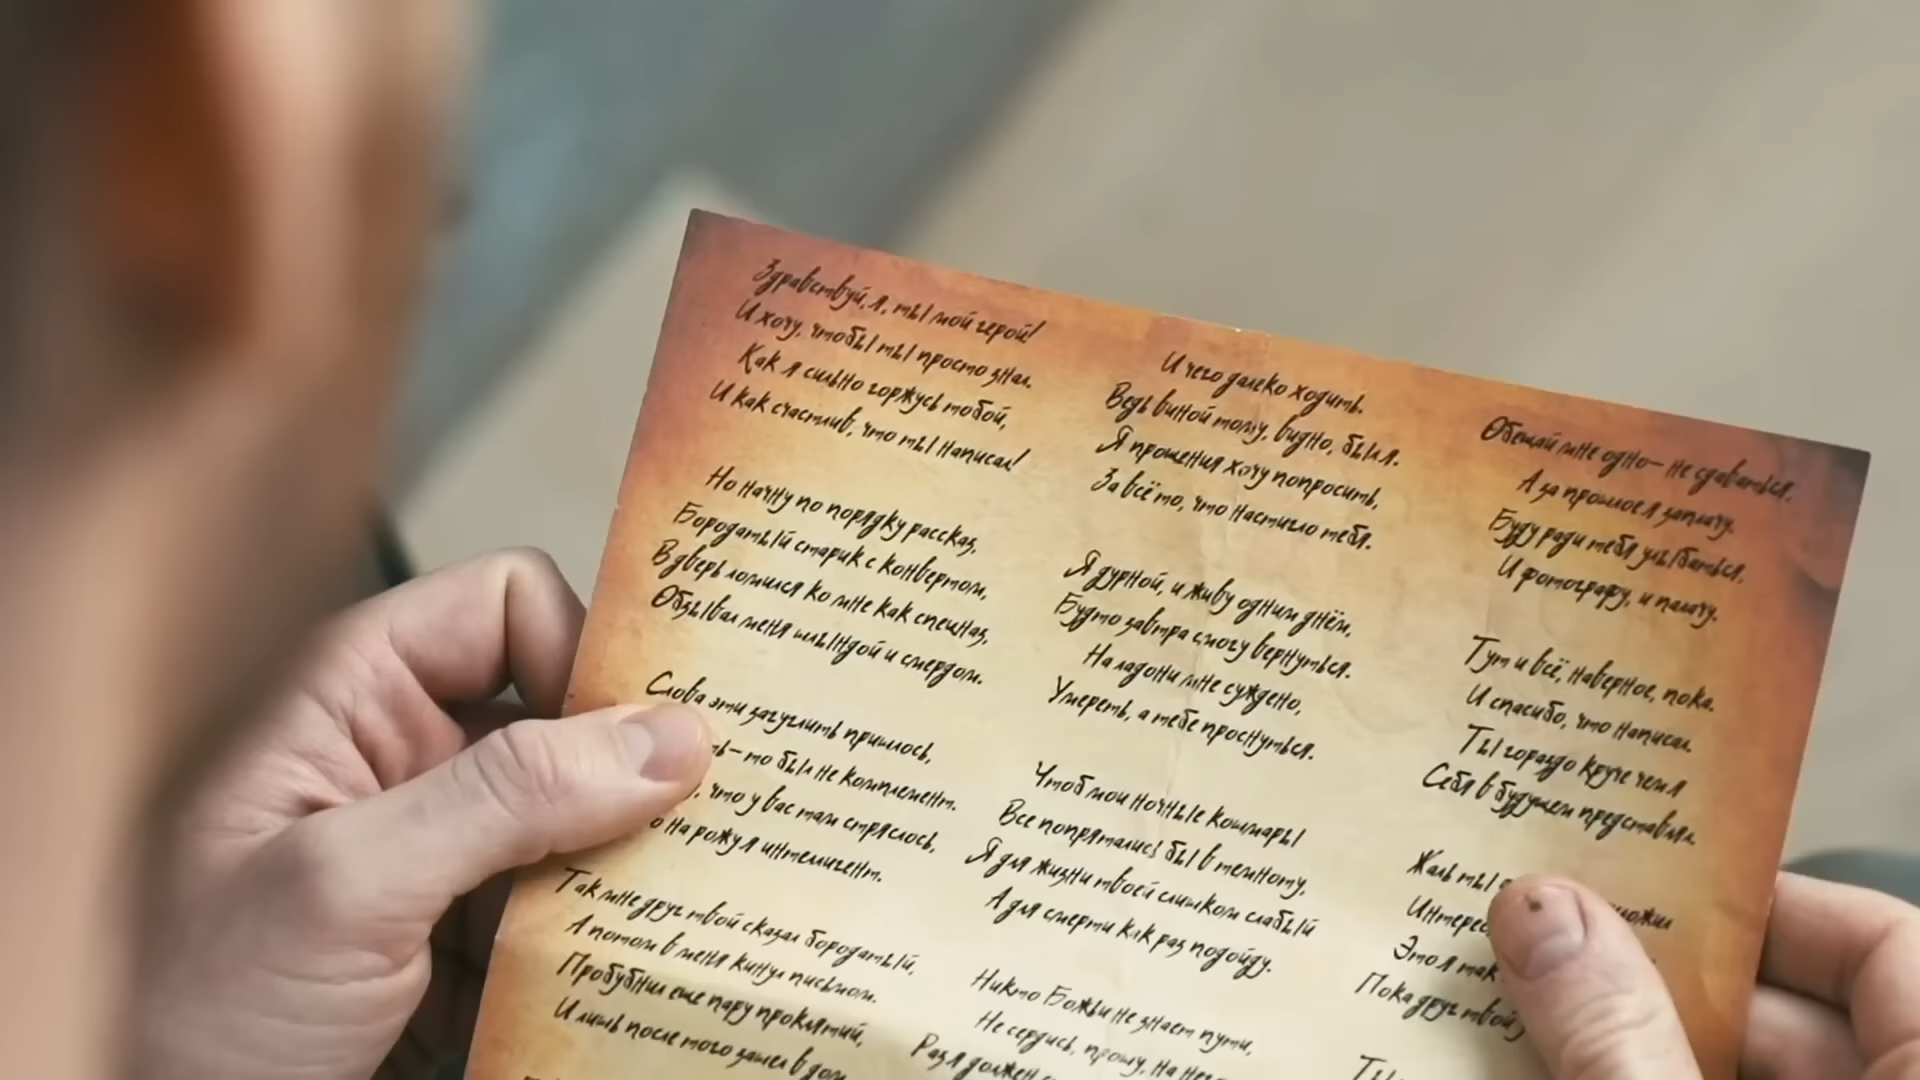 Здравствуй, я, ты мой герой!
И хочу, чтобы ты просто знал.
Как я сильно горжусь тобой,
И как счастлив, что ты написал!
Но начну по порядку рассказ,
Бородатый старик с конвертом,
В дверь ломился ко мне как спецназ,
Обзывал меня шлындой и смердом.
Слова эти загуглить пришлось,
то был не комплемент.
что у вас там стряслось,
на рожу я интелигент.
Так мне друг твой сказал бородатый,
А потом в меня кинул письмом.
Пробубнил еще пару проклятий,
И лишь после того зашел в дом.
И чего далеко ходить.
Ведь виной тому, видно, был я.
Я прощения хочу попросить,
За всё то, что настигло тебя.
Я дурной, и живу одним днём,
Будто завтра смогу вернуться.
На ладони мне суждено,
Умереть, а тебе проснуться.
Чтоб мои ночные кошмары
Все попрятались бы в темноту,
Я для жизни твоей слишком слабый
А для смерти как раз подойду.
Никто Божьи не знает пути,
Не сердись, прошу, на
Раз я должен
Обещай мне одно — не сдаваться.
А за прошлое я заплачу.
Буду ради тебя улыбаться,
И фотографу, и палачу.
Тут и всё, наверное, пока.
И спасибо, что написал.
Ты гораздо круче чем я
Себя в будущем представлял.
Жаль ты
Это я так
Пока друг твой